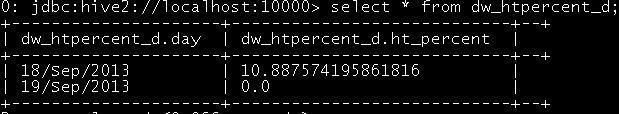 0: jdbc:hive2://localhost:10000> select * from dw_htpercent_d;
+----------------------+-----------------------------+--+
| dw_htpercent_d.day | dw_htpercent_d.ht_percent |
+----------------------+-----------------------------+--+
| 18/Sep/2013 | 10.887574195861816 |
| 19/Sep/2013 | 0.0 |
+----------------------+-----------------------------+--+